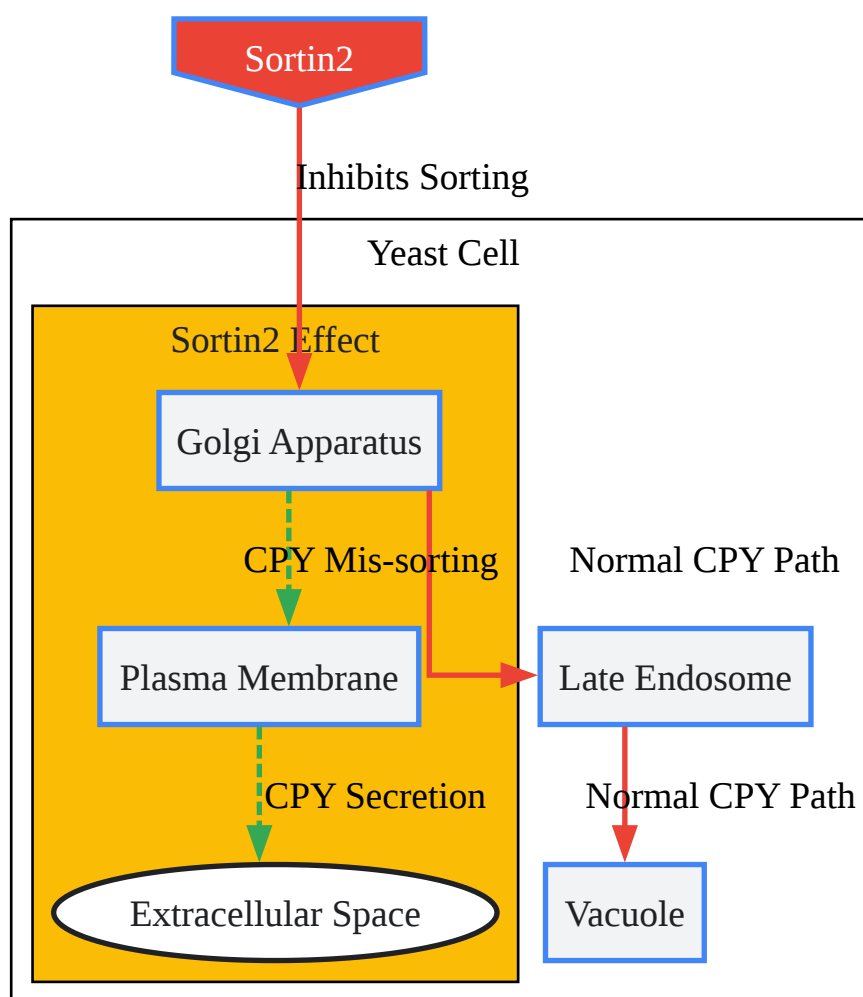 Sortin2
Inhibits Sorting
Yeast Cell
Sortin2 Effect
Golgi Apparatus
CPY Mis-sorting
Normal CPY Path
Plasma Membrane
Late Endosome
CPY Secretion
Normal CPY Path
Extracellular Space
Vacuole